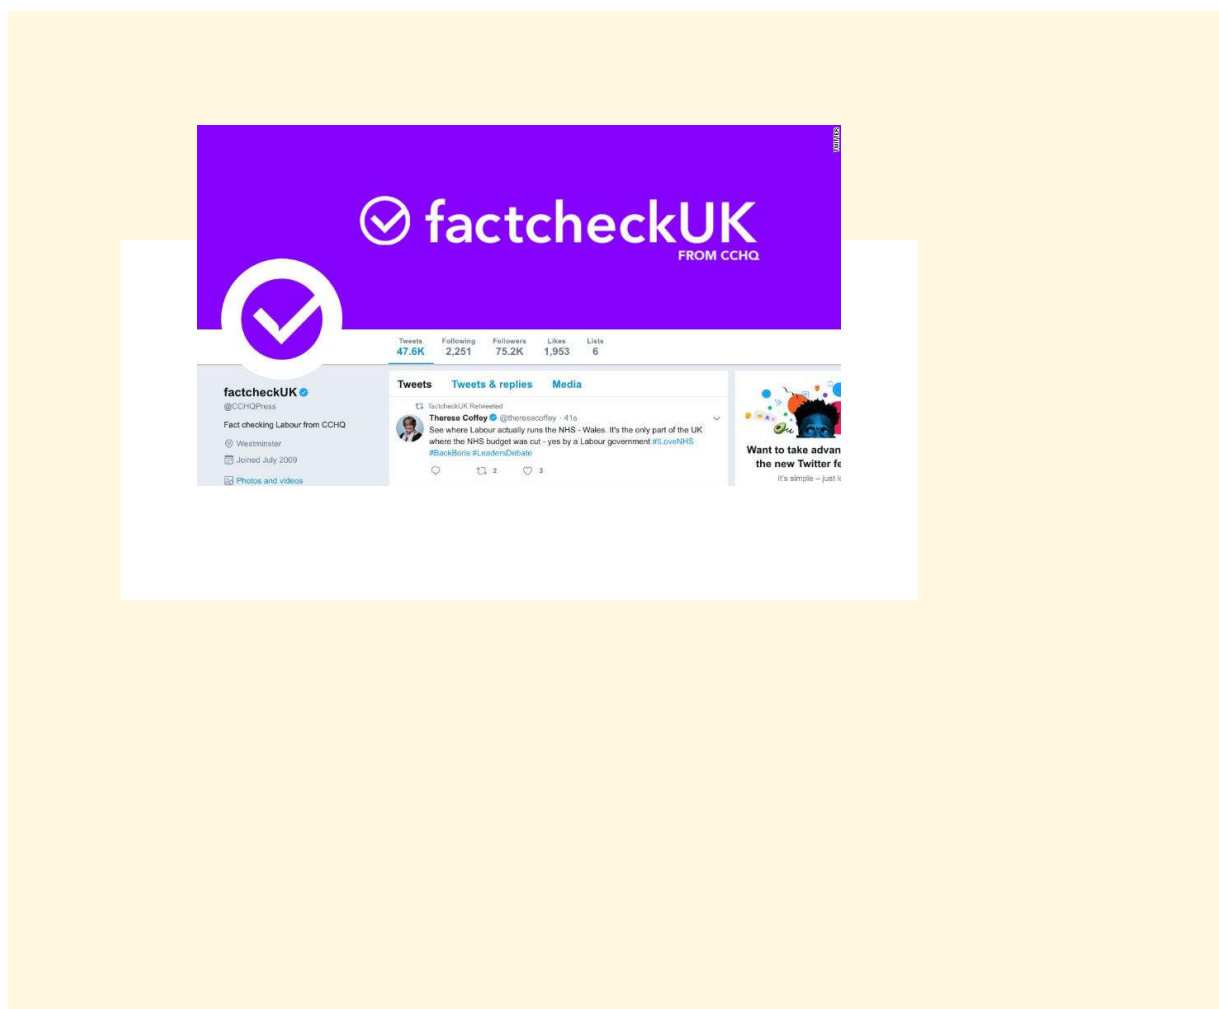 TWITTER
factcheckUK
FROM CCHQ
Tweets Following Followers Likes Lists
47.6K 2,251 75.2K 1,953 6
factcheckUK
@CCHQPress
Fact checking Labour from CCHQ
Westminster
Joined July 2009
Photos and videos
Tweets Tweets & replies Media
factcheckUK Retweeted
Therese Coffey @theresecoffey · 41s
See where Labour actually runs the NHS - Wales. It's the only part of the UK
where the NHS budget was cut - yes by a Labour government #ILoveNHS
#BackBoris #LeadersDebate
2 3
Want to take advan
the new Twitter fe
It's simple – just l